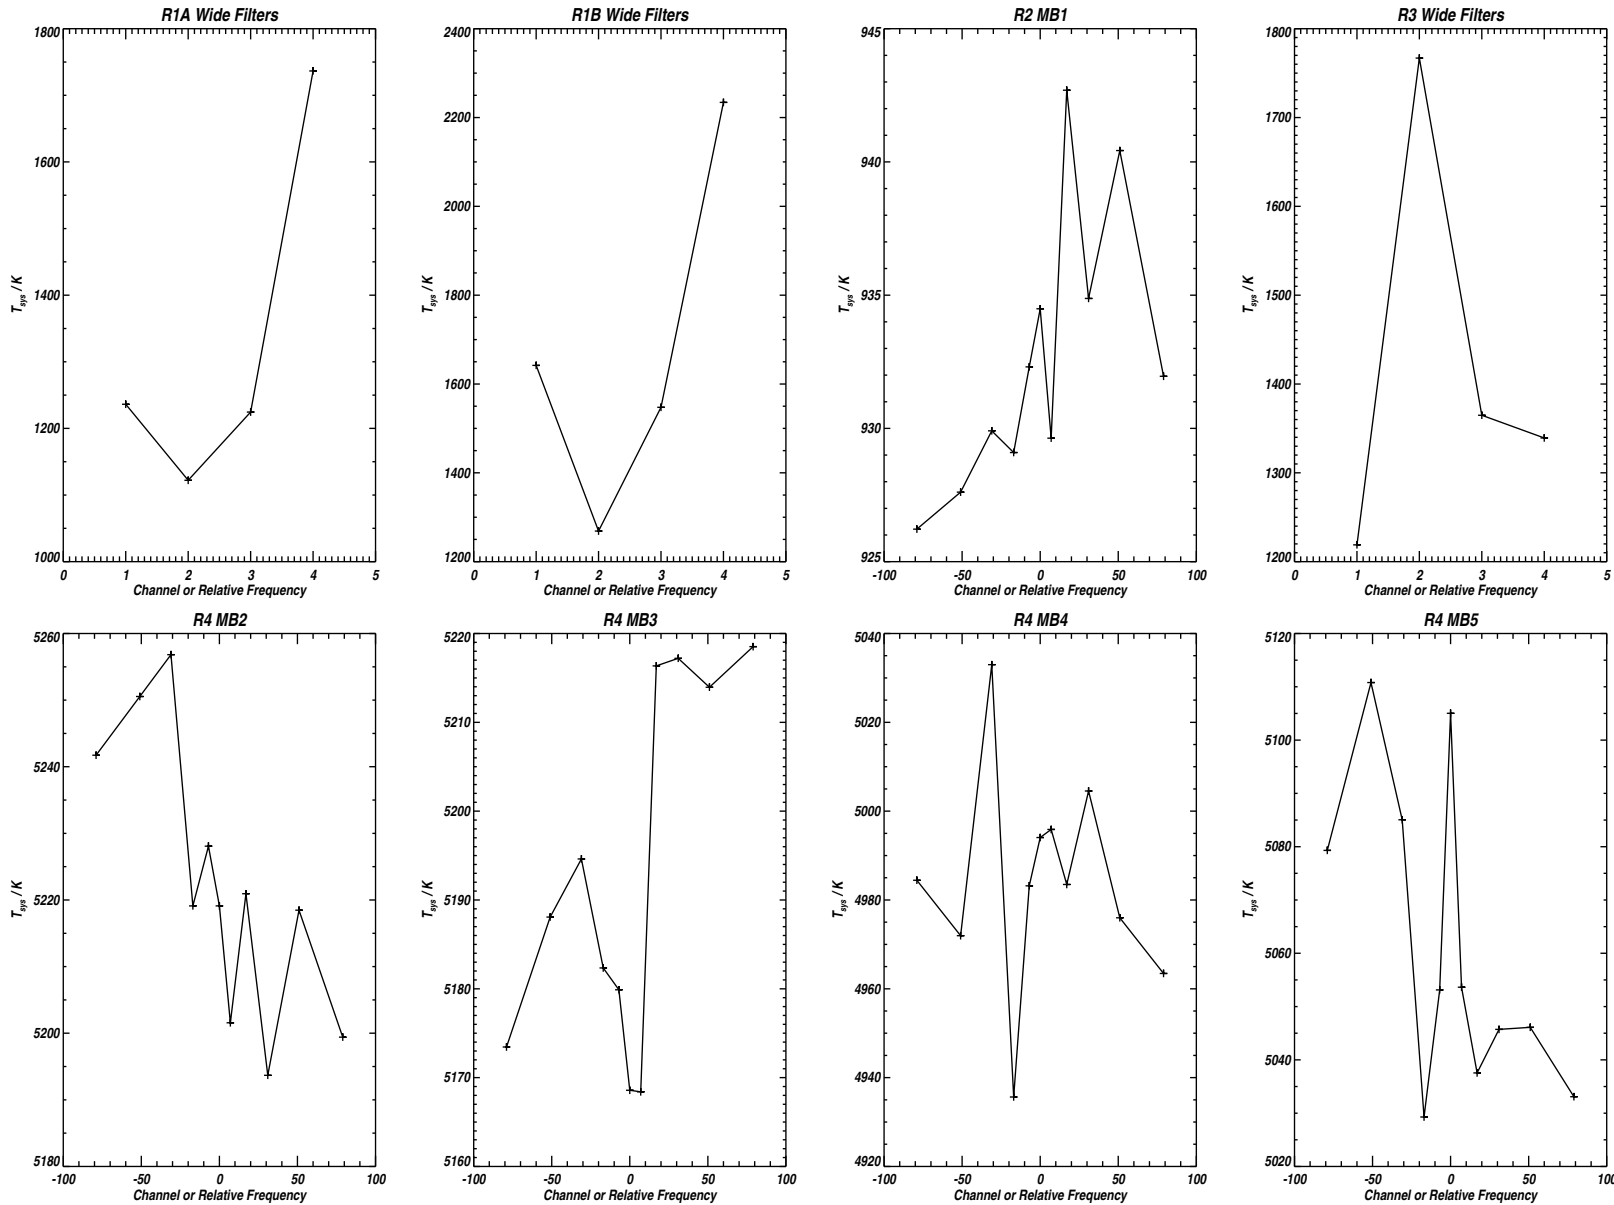 R1A Wide Filters
1800
1600
1400
1200
1000
T_sys / K
0 1 2 3 4 5
Channel or Relative Frequency
R1B Wide Filters
2400
2200
2000
1800
1600
1400
1200
T_sys / K
0 1 2 3 4 5
Channel or Relative Frequency
R2 MB1
945
940
935
930
925
T_sys / K
-100 -50 0 50 100
Channel or Relative Frequency
R3 Wide Filters
1800
1700
1600
1500
1400
1300
1200
T_sys / K
0 1 2 3 4 5
Channel or Relative Frequency
R4 MB2
5260
5240
5220
5200
5180
T_sys / K
-100 -50 0 50 100
Channel or Relative Frequency
R4 MB3
5220
5210
5200
5190
5180
5170
5160
T_sys / K
-100 -50 0 50 100
Channel or Relative Frequency
R4 MB4
5040
5020
5000
4980
4960
4940
4920
T_sys / K
-100 -50 0 50 100
Channel or Relative Frequency
R4 MB5
5120
5100
5080
5060
5040
5020
T_sys / K
-100 -50 0 50 100
Channel or Relative Frequency